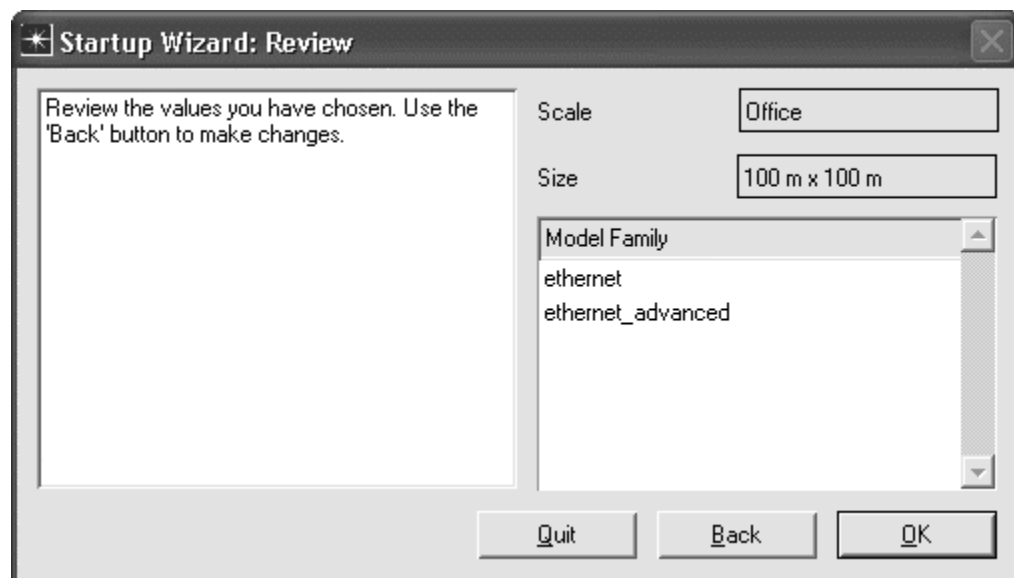 Startup Wizard: Review
Review the values you have chosen. Use the
'Back' button to make changes.
Scale
Office
Size
100 m x 100 m
Model Family
ethernet
ethernet_advanced
Quit
Back
OK